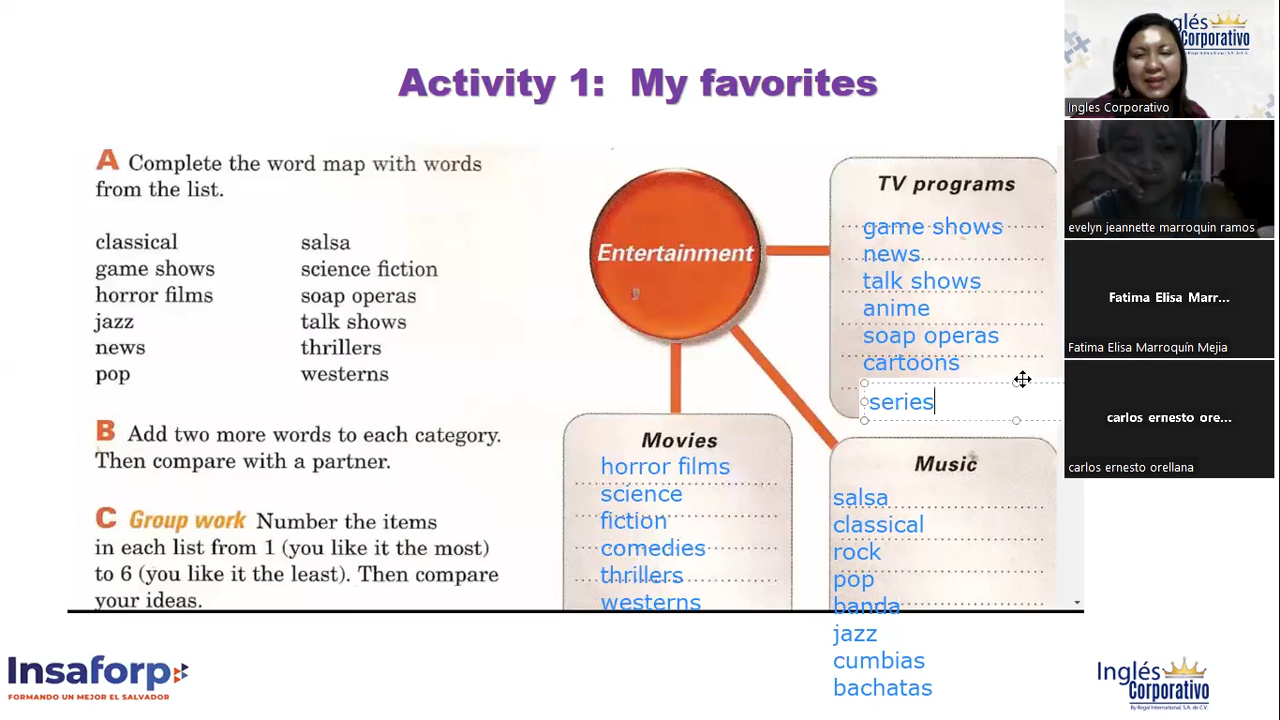 Activity 1: My favorites
A Complete the word map with words
from the list.
classical
game shows
horror films
jazz
news
pop
salsa
science fiction
soap operas
talk shows
thrillers
westerns
B Add two more words to each category.
Then compare with a partner.
C Group work Number the items
in each list from 1 (you like it the most)
to 6 (you like it the least). Then compare
your ideas.
Entertainment
TV programs
game shows
news
talk shows
anime
soap operas
cartoons
series
Movies
horror films
science
fiction
comedies
thrillers
westerns
Music
salsa
classical
rock
pop
banda
jazz
cumbias
bachatas
Insaforp
FORMANDO UN MEJOR EL SALVADOR
Inglés
Corporativo
By Regal International, S.A. de C.V.
Inglés
Corporativo
Ingles Corporativo
evelyn jeannette marroquin ramos
Fatima Elisa Marr...
Fatima Elisa Marroquín Mejia
carlos ernesto ore...
carlos ernesto orellana